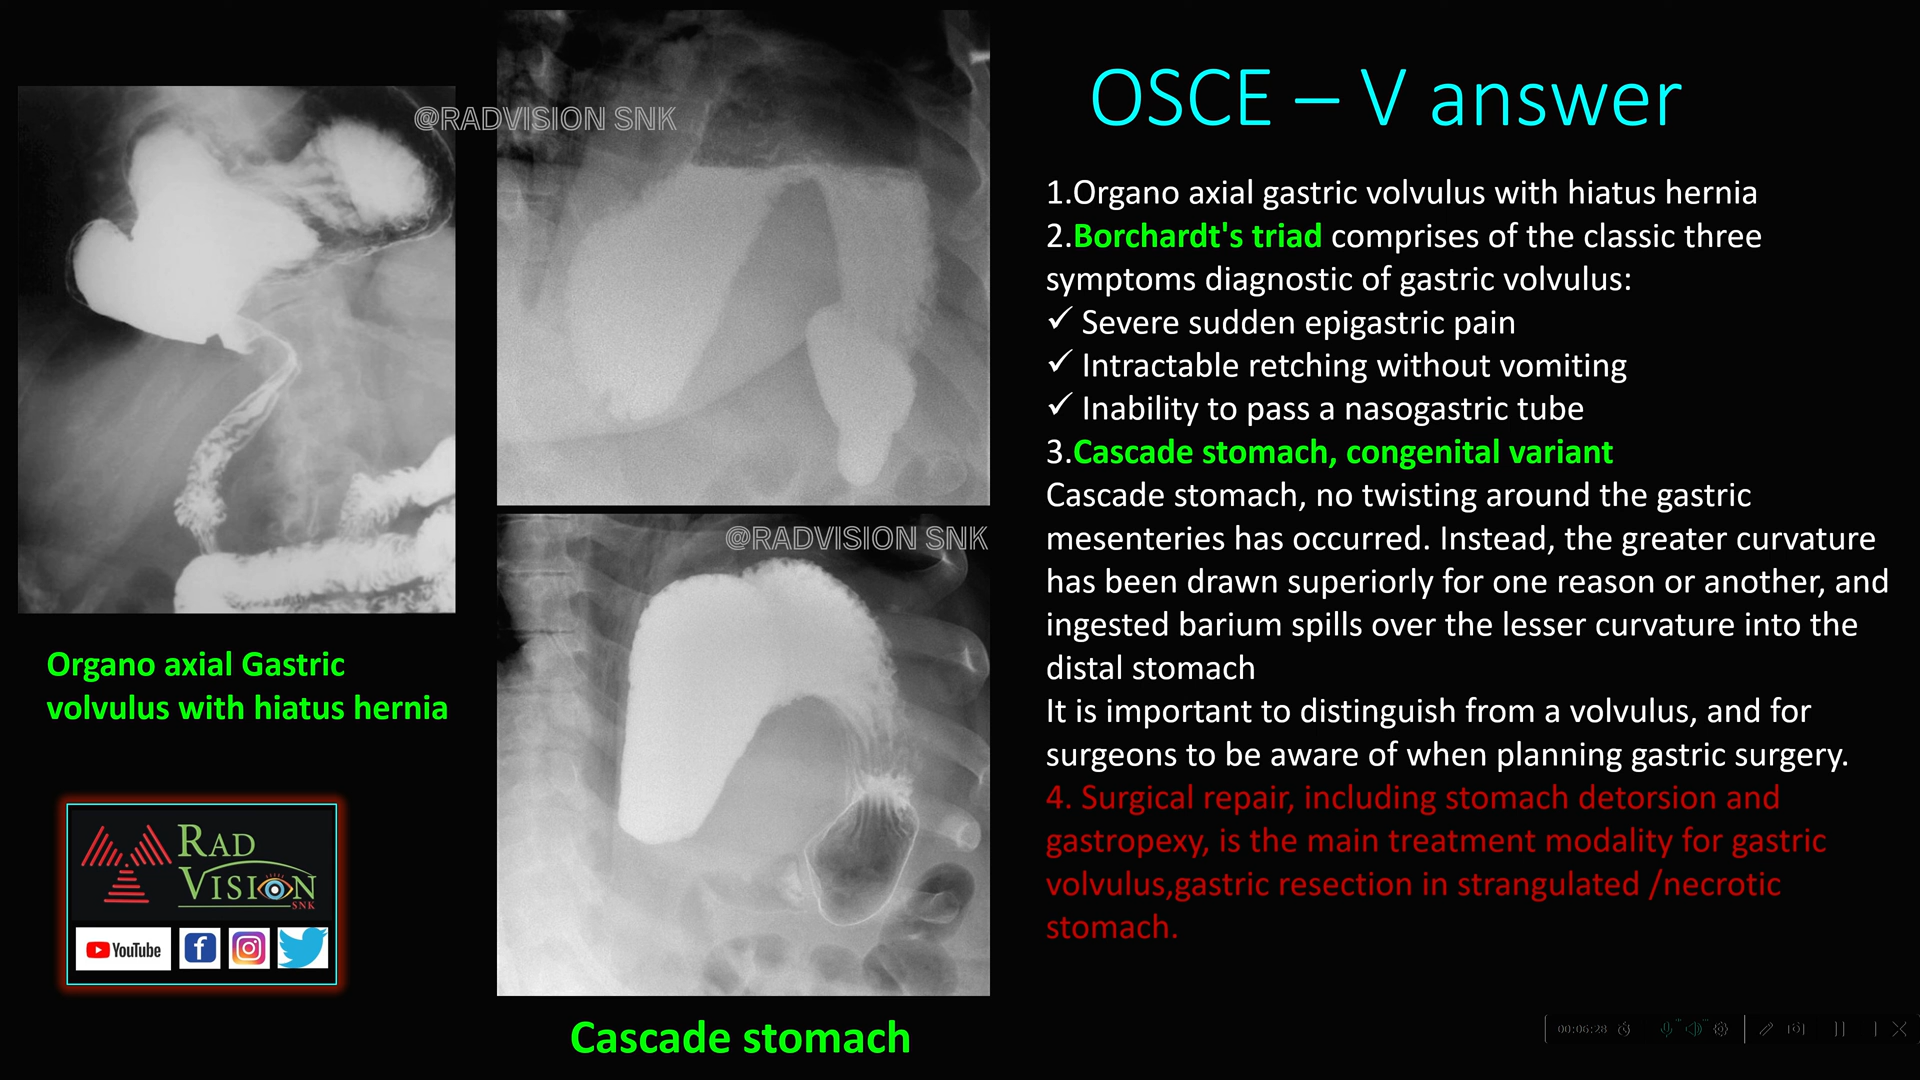 @RADVISION SNK
@RADVISION SNK
Organo axial Gastric
volvulus with hiatus hernia
RAD
VISION
SNK
YouTube
Cascade stomach
OSCE – V answer
1.Organo axial gastric volvulus with hiatus hernia
2.Borchardt's triad comprises of the classic three
symptoms diagnostic of gastric volvulus:
✓ Severe sudden epigastric pain
✓ Intractable retching without vomiting
✓ Inability to pass a nasogastric tube
3.Cascade stomach, congenital variant
Cascade stomach, no twisting around the gastric
mesenteries has occurred. Instead, the greater curvature
has been drawn superiorly for one reason or another, and
ingested barium spills over the lesser curvature into the
distal stomach
It is important to distinguish from a volvulus, and for
surgeons to be aware of when planning gastric surgery.
4. Surgical repair, including stomach detorsion and
gastropexy, is the main treatment modality for gastric
volvulus,gastric resection in strangulated /necrotic
stomach.
00:06:28